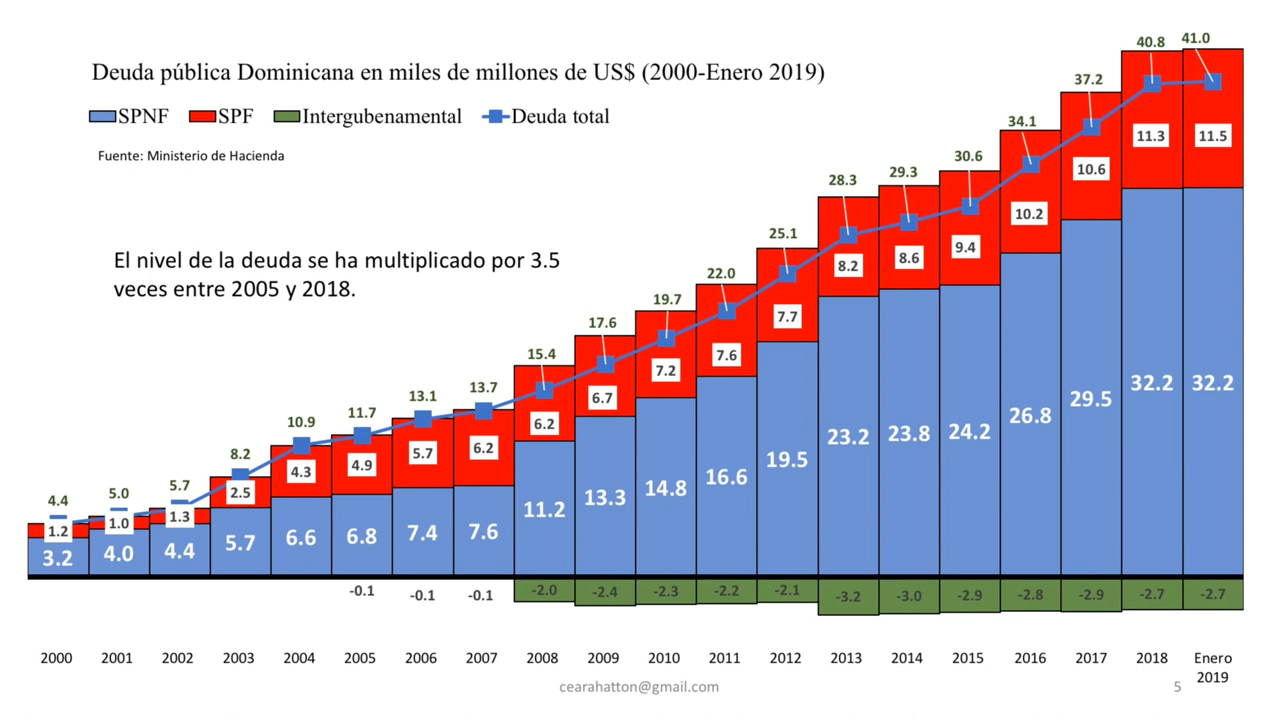 Deuda pública Dominicana en miles de millones de US$ (2000-Enero 2019)
SPNF SPF Intergubenamental Deuda total
Fuente: Ministerio de Hacienda
El nivel de la deuda se ha multiplicado por 3.5
veces entre 2005 y 2018.
4.4 5.0 5.7 8.2 10.9 11.7 13.1 13.7 15.4 17.6 19.7 22.0 25.1 28.3 29.3 30.6 34.1 37.2 40.8 41.0
1.2 1.0 1.3 2.5 4.3 4.9 5.7 6.2 6.2 6.7 7.2 7.6 7.7 8.2 8.6 9.4 10.2 10.6 11.3 11.5
3.2 4.0 4.4 5.7 6.6 6.8 7.4 7.6 11.2 13.3 14.8 16.6 19.5 23.2 23.8 24.2 26.8 29.5 32.2 32.2
-0.1 -0.1 -0.1 -2.0 -2.4 -2.3 -2.2 -2.1 -3.2 -3.0 -2.9 -2.8 -2.9 -2.7 -2.7
2000 2001 2002 2003 2004 2005 2006 2007 2008 2009 2010 2011 2012 2013 2014 2015 2016 2017 2018 Enero
2019
cearahatton@gmail.com 5